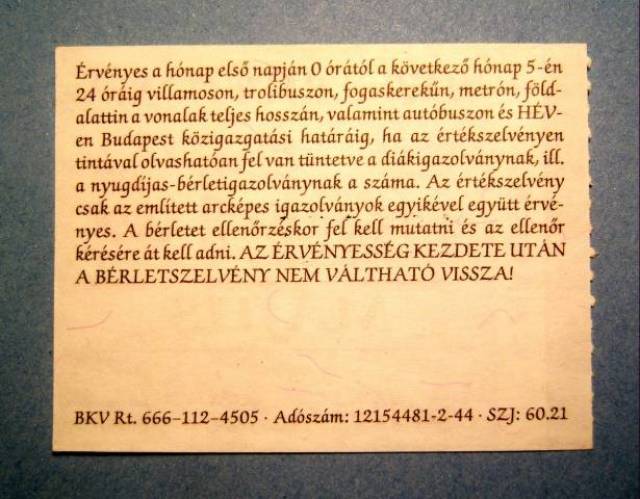 Érvényes a hónap első napján 0 órától a következő hónap 5-én
24 óráig villamoson, trolibuszon, fogaskerekűn, metrón, föld-
alattin a vonalak teljes hosszán, valamint autóbuszon és HÉV-
en Budapest közigazgatási határáig, ha az értékszelvényen
tintával olvashatóan fel van tüntetve a diákigazolványnak, ill.
a nyugdíjas-bérletigazolványnak a száma. Az értékszelvény
csak az említett arcképes igazolványok egyikével együtt érvé-
nyes. A bérletet ellenőrzéskor fel kell mutatni és az ellenőr
kérésére át kell adni. AZ ÉRVÉNYESSÉG KEZDETE UTÁN
A BÉRLETSZELVÉNY NEM VÁLTHATÓ VISSZA!
BKV Rt. 666-112-4505 · Adószám: 12154481-2-44 · SZJ: 60.21